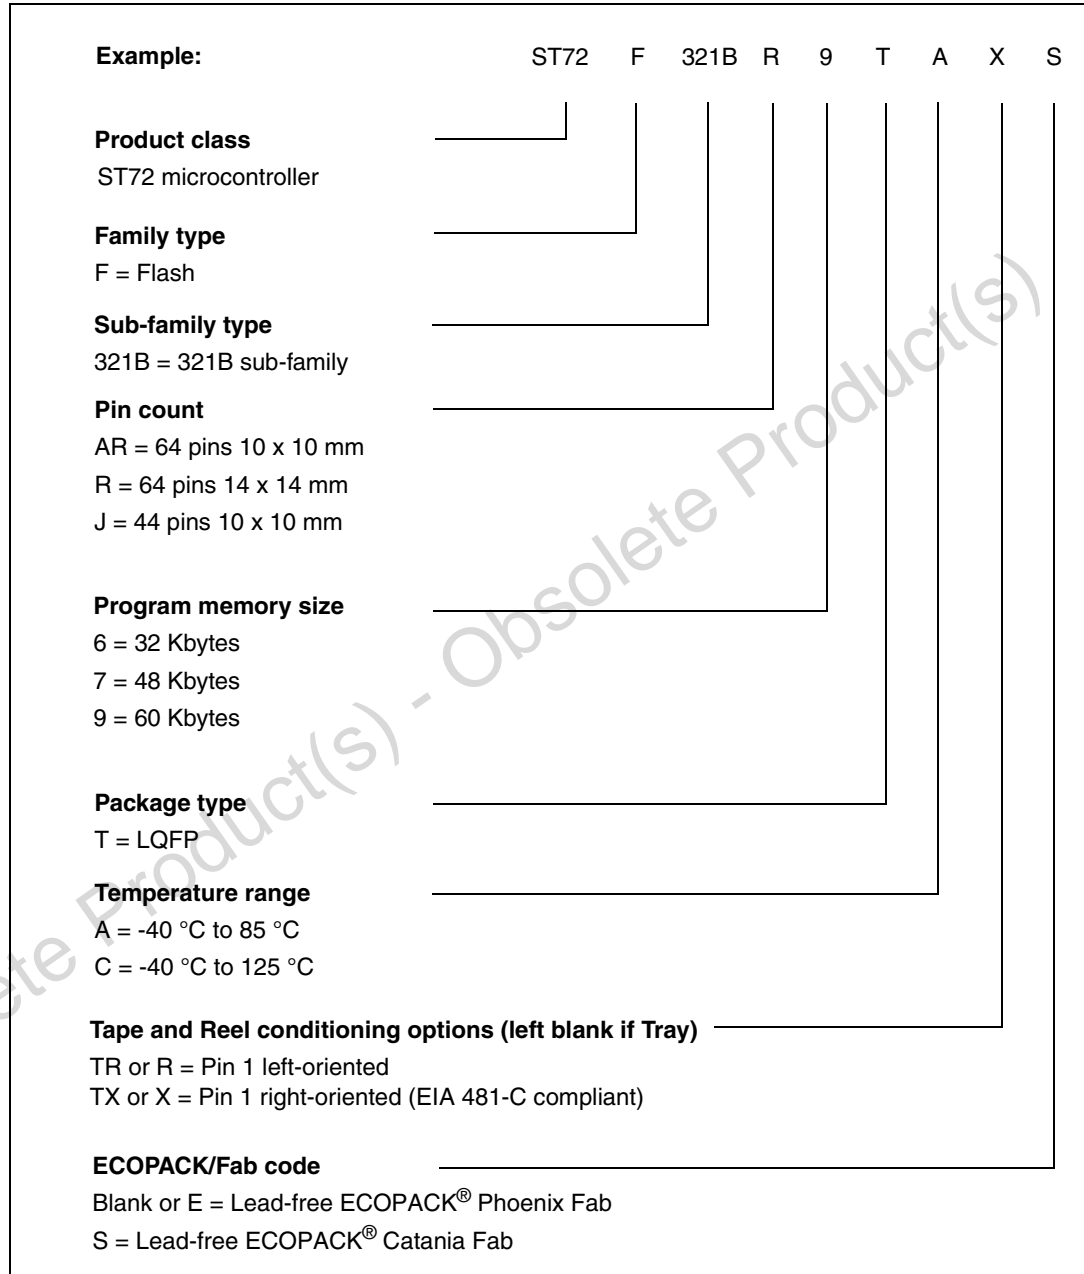 Example: ST72 F 321B R 9 T A X S
Product class
ST72 microcontroller
Family type
F = Flash
Sub-family type
321B = 321B sub-family
Pin count
AR = 64 pins 10 x 10 mm
R = 64 pins 14 x 14 mm
J = 44 pins 10 x 10 mm
Program memory size
6 = 32 Kbytes
7 = 48 Kbytes
9 = 60 Kbytes
Package type
T = LQFP
Temperature range
A = -40 °C to 85 °C
C = -40 °C to 125 °C
Tape and Reel conditioning options (left blank if Tray)
TR or R = Pin 1 left-oriented
TX or X = Pin 1 right-oriented (EIA 481-C compliant)
ECOPACK/Fab code
Blank or E = Lead-free ECOPACK® Phoenix Fab
S = Lead-free ECOPACK® Catania Fab
ete Product(s) - Obsolete Product(s)